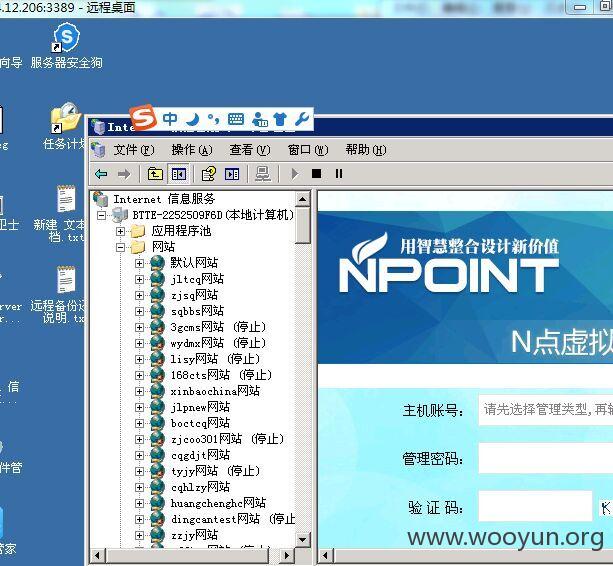 .12.206:3389 - 远程桌面
向导 服务器安全狗
任务计
卫士 新建 文本
档.txt
erver 远程备份
r... 说明.tx
信
件管
管家
Inte
中
文件(F) 操作(A) 查看(V) 窗口(W) 帮助(H)
Internet 信息服务
BTTE-2252509F6D(本地计算机)
应用程序池
网站
默认网站
jltcq网站
zjsq网站
sqbbs网站
3gcms网站 (停止)
wydmx网站 (停止)
lisy网站 (停止)
168cts网站 (停止)
xinbaochina网站
jlpnew网站
boctcq网站
zjcoo301网站 (停止)
cqgdjt网站
tyjy网站 (停止)
cqhlzy网站
huangchenghc网站
dingcantest网站 (停止
zzjy网站
用智慧整合设计新价值
NPOINT
N点虚拟
主机账号： 请先选择管理类型,再输
管理密码：
验 证 码： K
www.wooyun.org